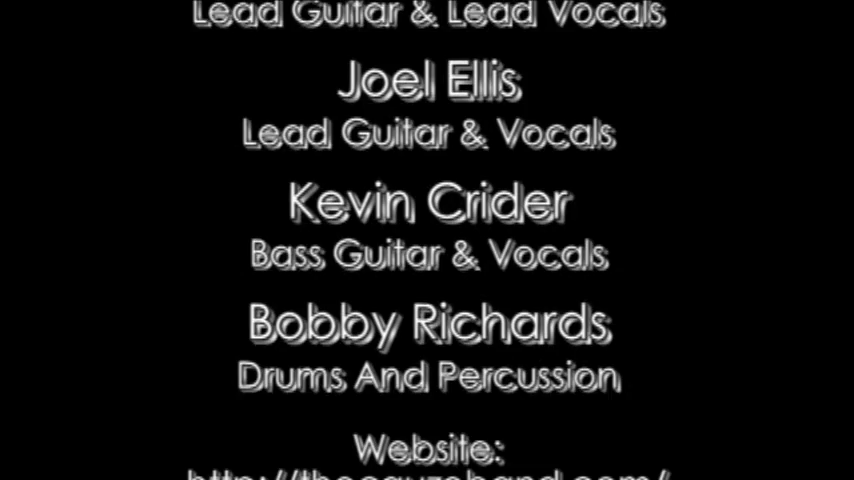 Lead Guitar & Lead Vocals
Joel Ellis
Lead Guitar & Vocals
Kevin Crider
Bass Guitar & Vocals
Bobby Richards
Drums And Percussion
Website: